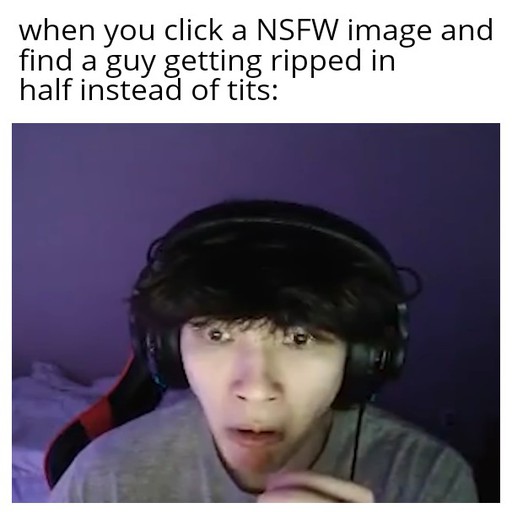 when you click a NSFW image and
find a guy getting ripped in
half instead of tits: